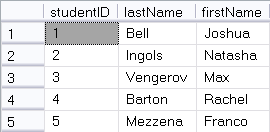 studentID lastName firstName
1 1 Bell Joshua
2 2 Ingols Natasha
3 3 Vengerov Max
4 4 Barton Rachel
5 5 Mezzena Franco